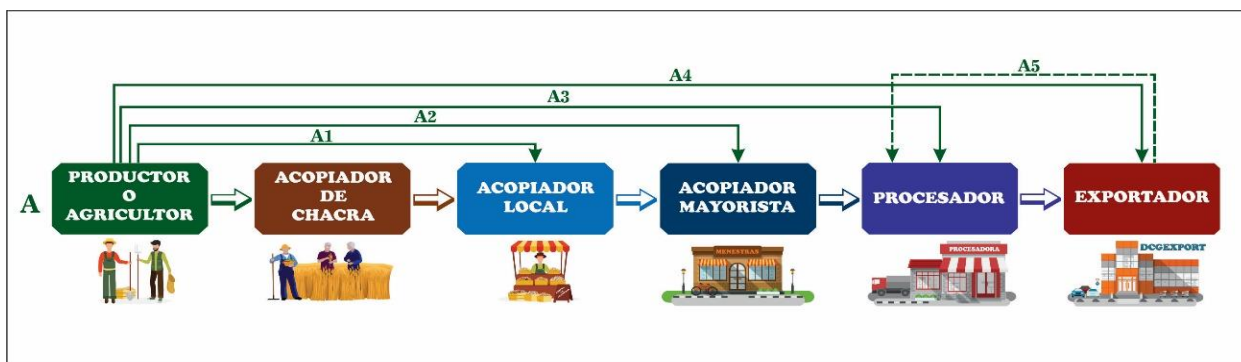 A5
A4
A3
A2
A1
A
PRODUCTOR
O
AGRICULTOR
ACOPIADOR
DE
CHACRA
ACOPIADOR
LOCAL
ACOPIADOR
MAYORISTA
PROCESADOR
EXPORTADOR
MENESTRAS
PROCESADORA
DCGEXPORT